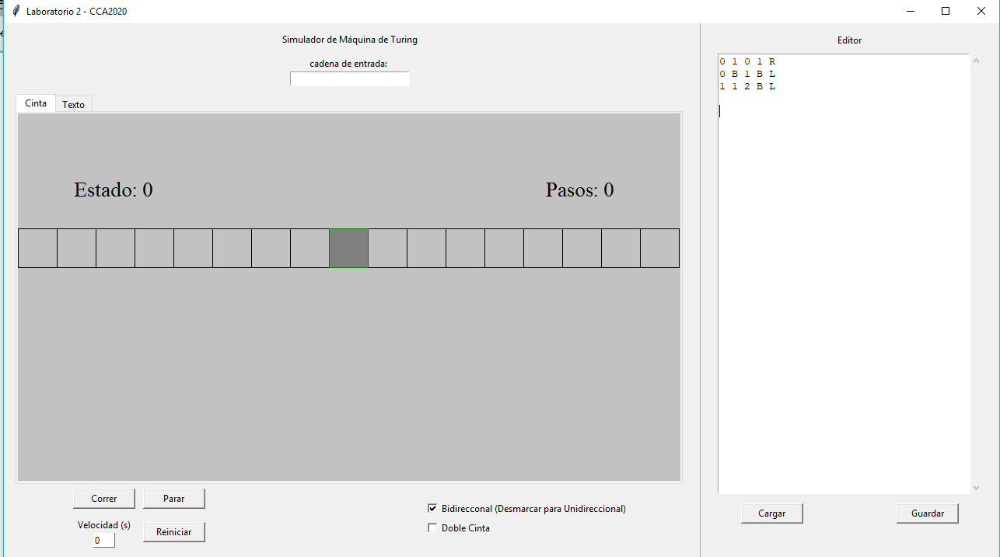 Laboratorio 2 - CCA2020
Simulador de Máquina de Turing
cadena de entrada:
Cinta
Texto
Estado: 0
Pasos: 0
Correr
Parar
Velocidad (s)
0
Reiniciar
Bidirecconal (Desmarcar para Unidireccional)
Doble Cinta
Editor
0 1 0 1 R
0 B 1 B L
1 1 2 B L
Cargar
Guardar